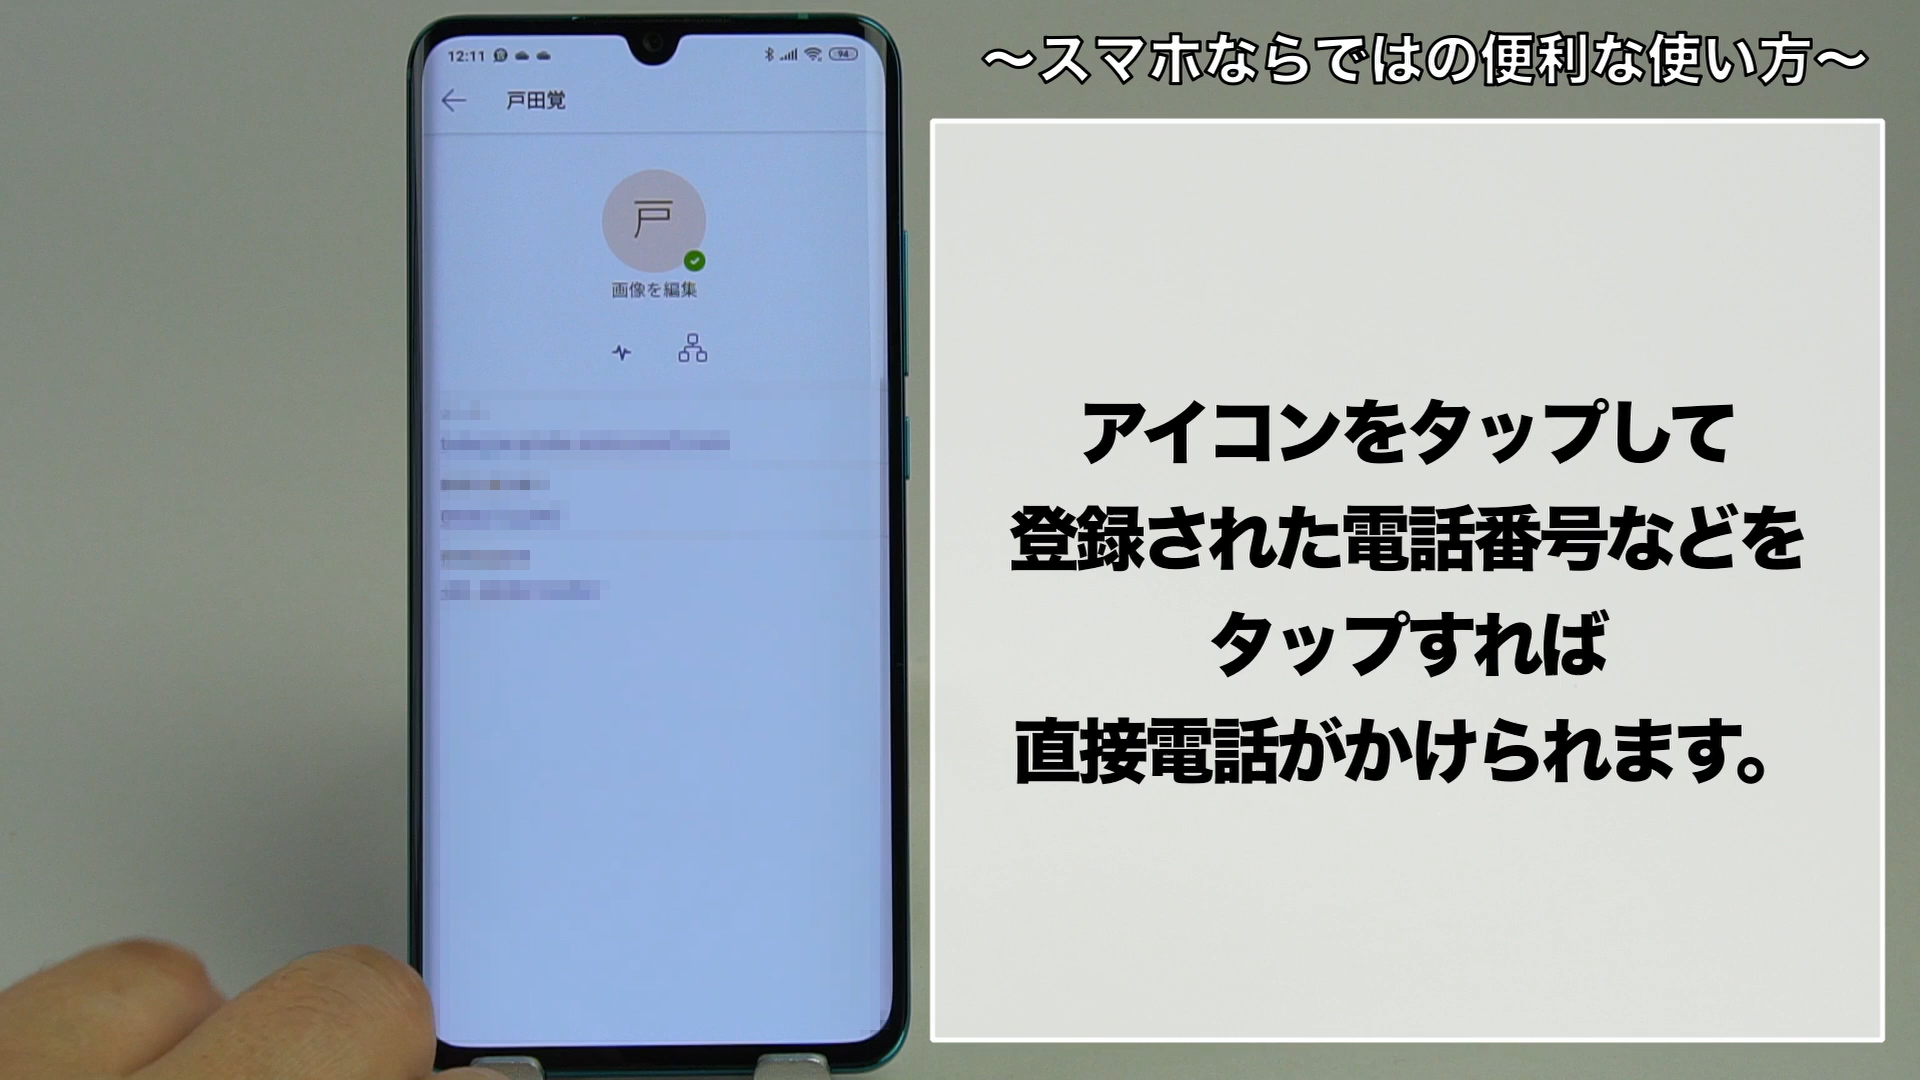 〜スマホならではの便利な使い方〜
12:11
94
戸田覚
戸
画像を編集
アイコンをタップして
登録された電話番号などを
タップすれば
直接電話がかけられます。